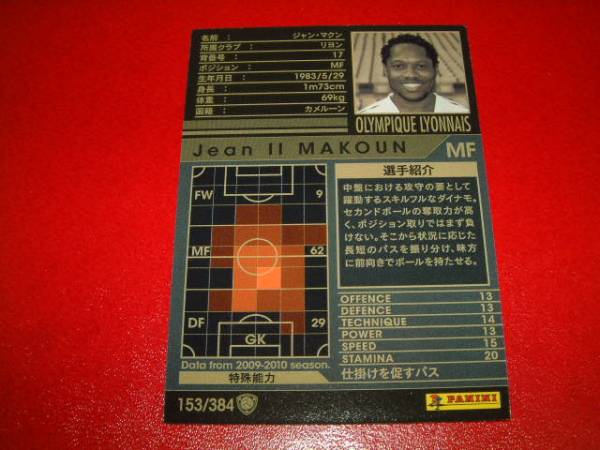 名前： ジャン・マクン
所属クラブ： リヨン
背番号： 17
ポジション： MF
生年月日： 1983/5/29
身長： 1m73cm
体重： 69kg
国籍： カメルーン
OLYMPIQUE LYONNAIS
Jean II MAKOUN MF
FW 9
MF 62
DF 29
GK
Data from 2009-2010 season.
特殊能力
選手紹介
中盤における攻守の要として
躍動するスキルフルなダイナモ。
セカンドボールの奪取力が高
く、ポジション取りではまず負
けない。そこから状況に応じた
長短のパスを振り分け、味方
に前向きでボールを持たせる。
OFFENCE 13
DEFENCE 13
TECHNIQUE 14
POWER 13
SPEED 15
STAMINA 20
仕掛けを促すパス
153/384
PANINI